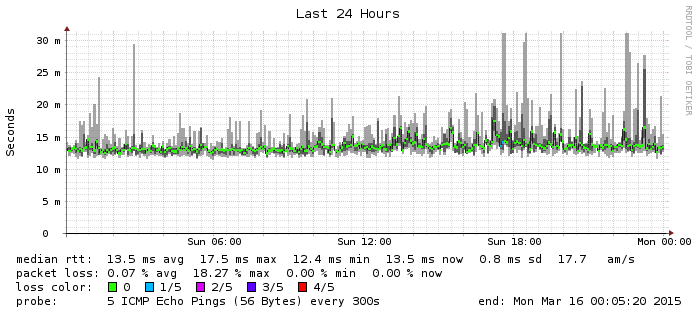 Last 24 Hours
RRDTOOL / TOBI OETIKER
Seconds
30 m
25 m
20 m
15 m
10 m
5 m
0
Sun 06:00 Sun 12:00 Sun 18:00 Mon 00:00
median rtt: 13.5 ms avg 17.5 ms max 12.4 ms min 13.5 ms now 0.8 ms sd 17.7 am/s
packet loss: 0.07 % avg 18.27 % max 0.00 % min 0.00 % now
loss color: 0 1/5 2/5 3/5 4/5
probe: 5 ICMP Echo Pings (56 Bytes) every 300s end: Mon Mar 16 00:05:20 2015